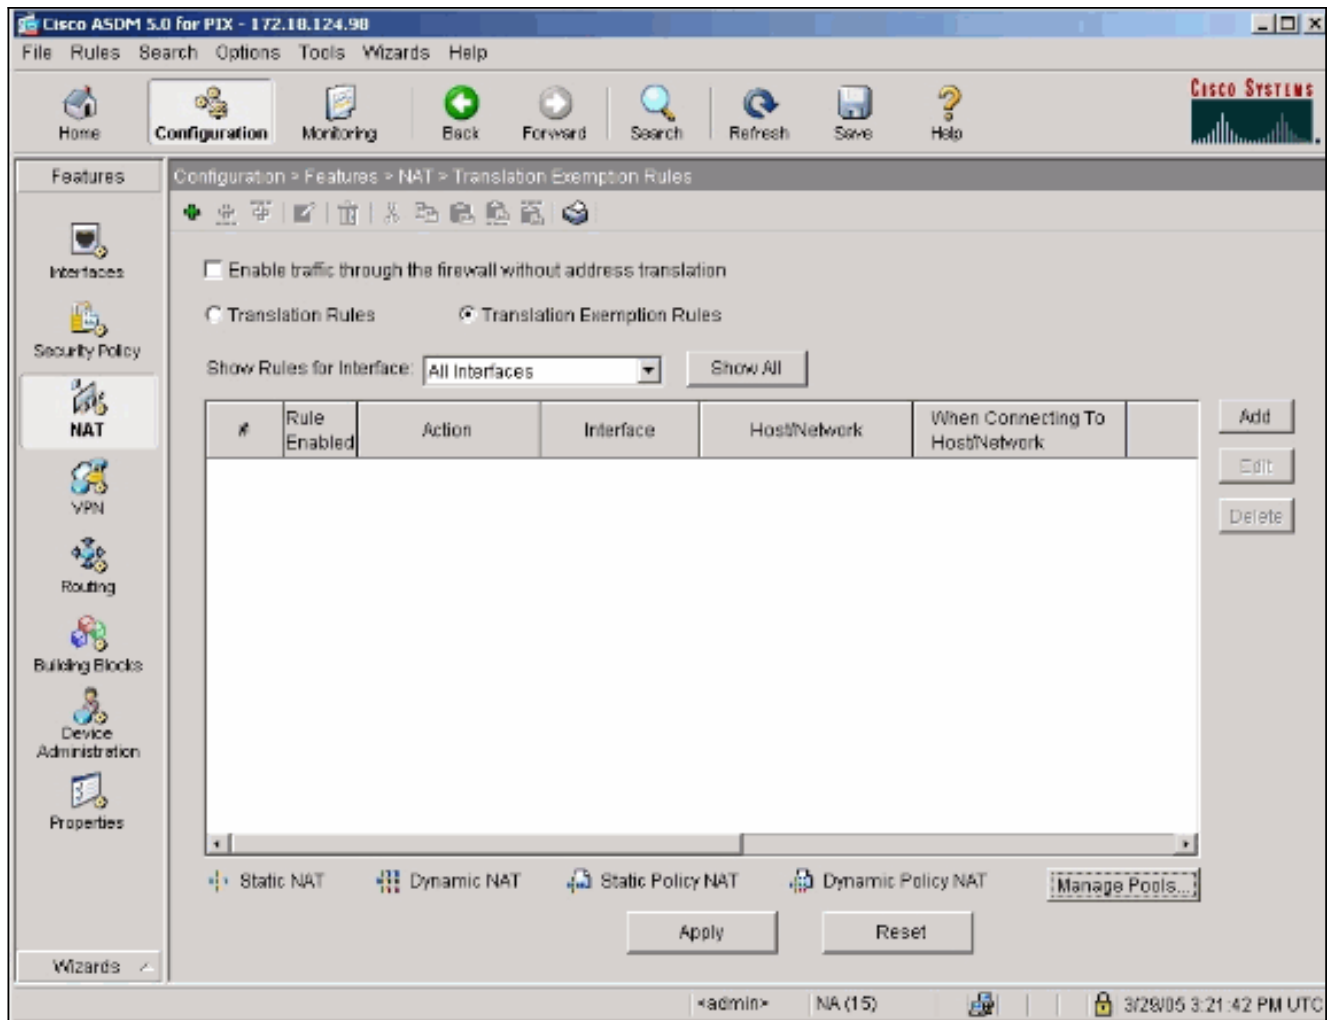 Cisco ASDM 5.0 for PIX - 172.18.124.98
File Rules Search Options Tools Wizards Help
Home Configuration Monitoring Back Forward Search Refresh Save Help
CISCO SYSTEMS
Features
Configuration > Features > NAT > Translation Exemption Rules
Interfaces
Security Policy
NAT
VPN
Routing
Building Blocks
Device
Administration
Properties
Wizards
Enable traffic through the firewall without address translation
Translation Rules Translation Exemption Rules
Show Rules for Interface: All Interfaces Show All
# Rule Enabled Action Interface Host/Network When Connecting To Host/Network
Add
Edit
Delete
Static NAT Dynamic NAT Static Policy NAT Dynamic Policy NAT Manage Pools...
Apply Reset
<admin> NA (15) 3/29/05 3:21:42 PM UTC